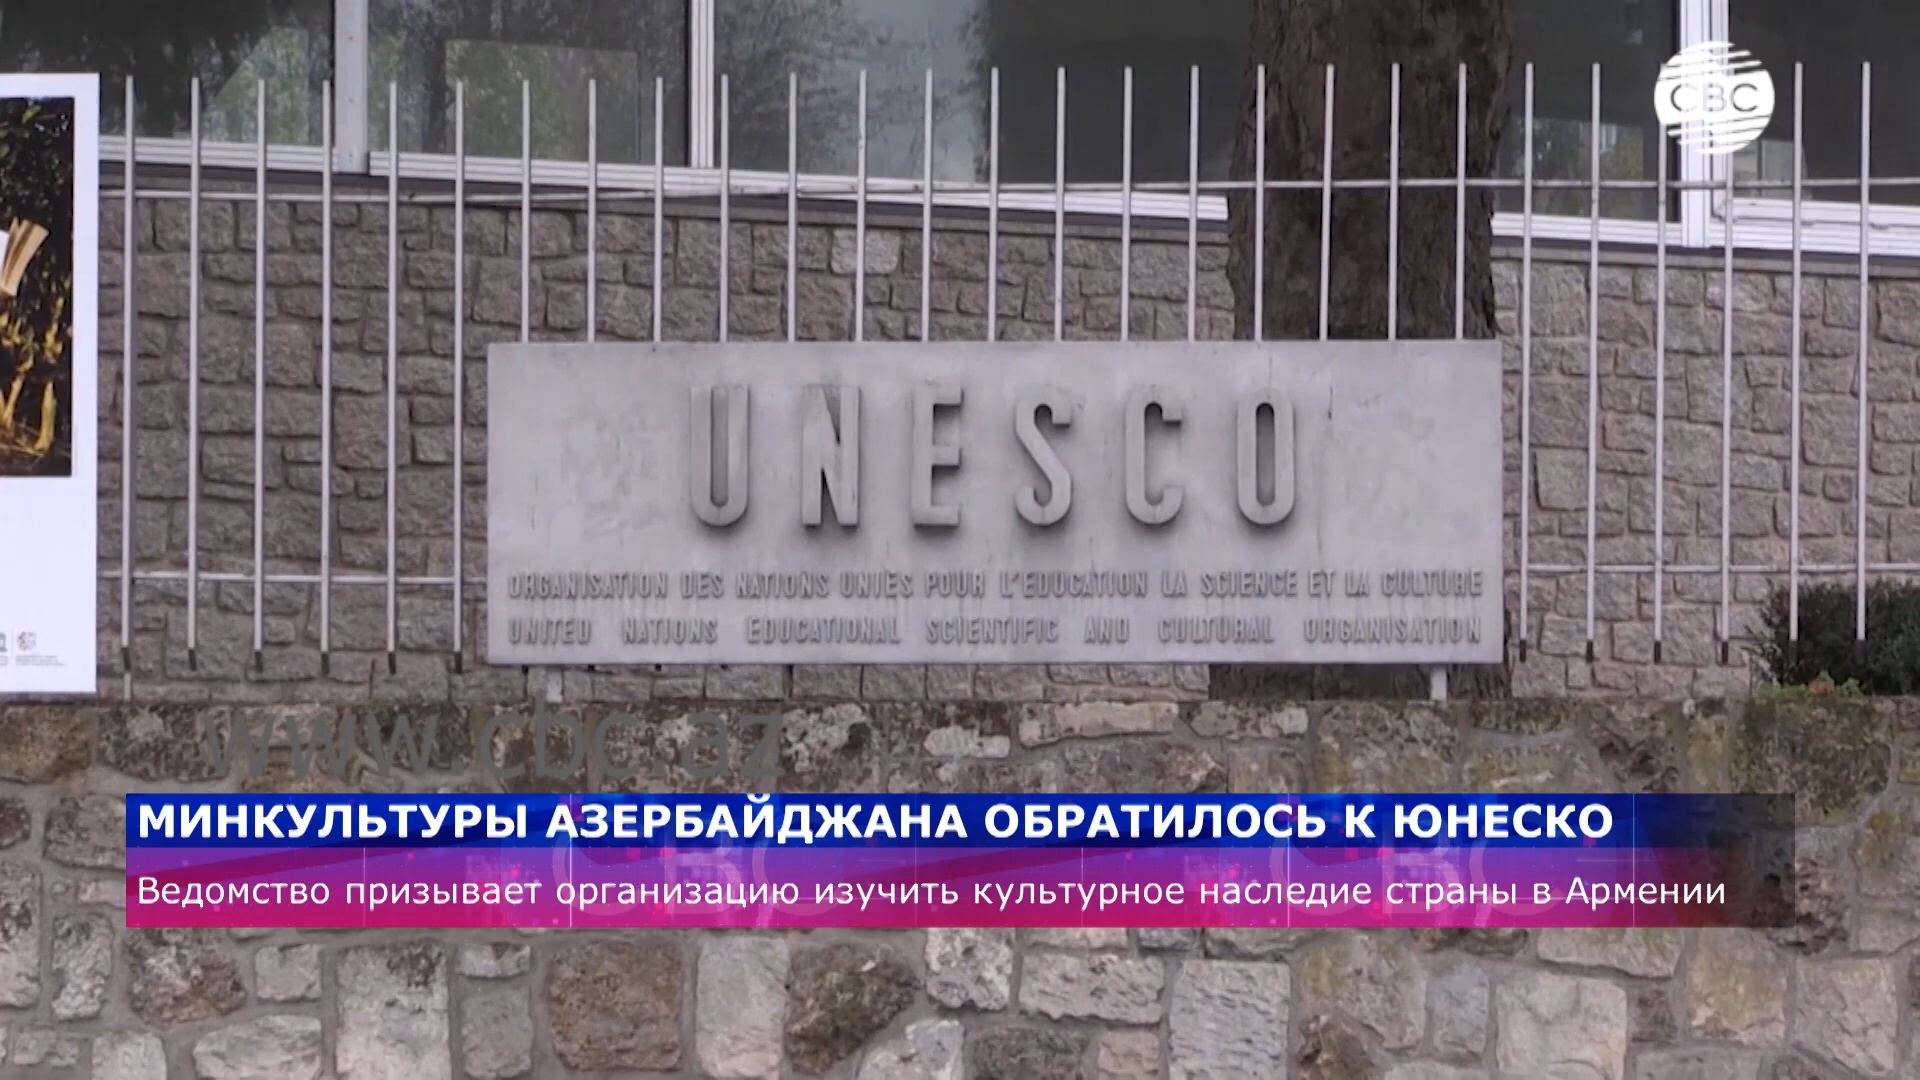 CBC
UNESCO
ORGANISATION DES NATIONS UNIES POUR L'EDUCATION LA SCIENCE ET LA CULTURE
UNITED NATIONS EDUCATIONAL SCIENTIFIC AND CULTURAL ORGANISATION
www.cbc.az
МИНКУЛЬТУРЫ АЗЕРБАЙДЖАНА ОБРАТИЛОСЬ К ЮНЕСКО
Ведомство призывает организацию изучить культурное наследие страны в Армении